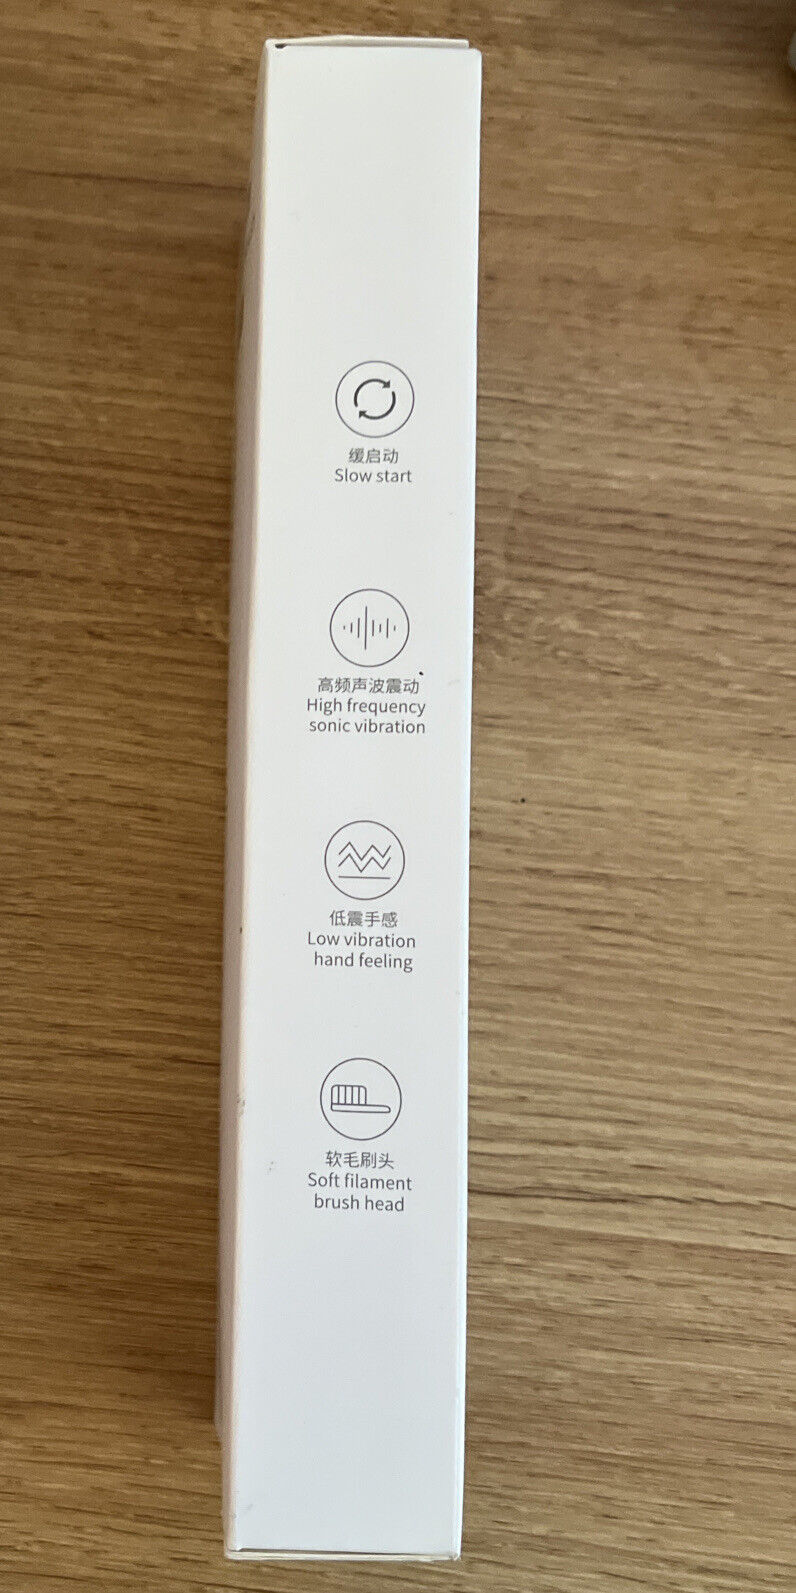 缓启动
Slow start
高频声波震动
High frequency
sonic vibration
低震手感
Low vibration
hand feeling
软毛刷头
Soft filament
brush head